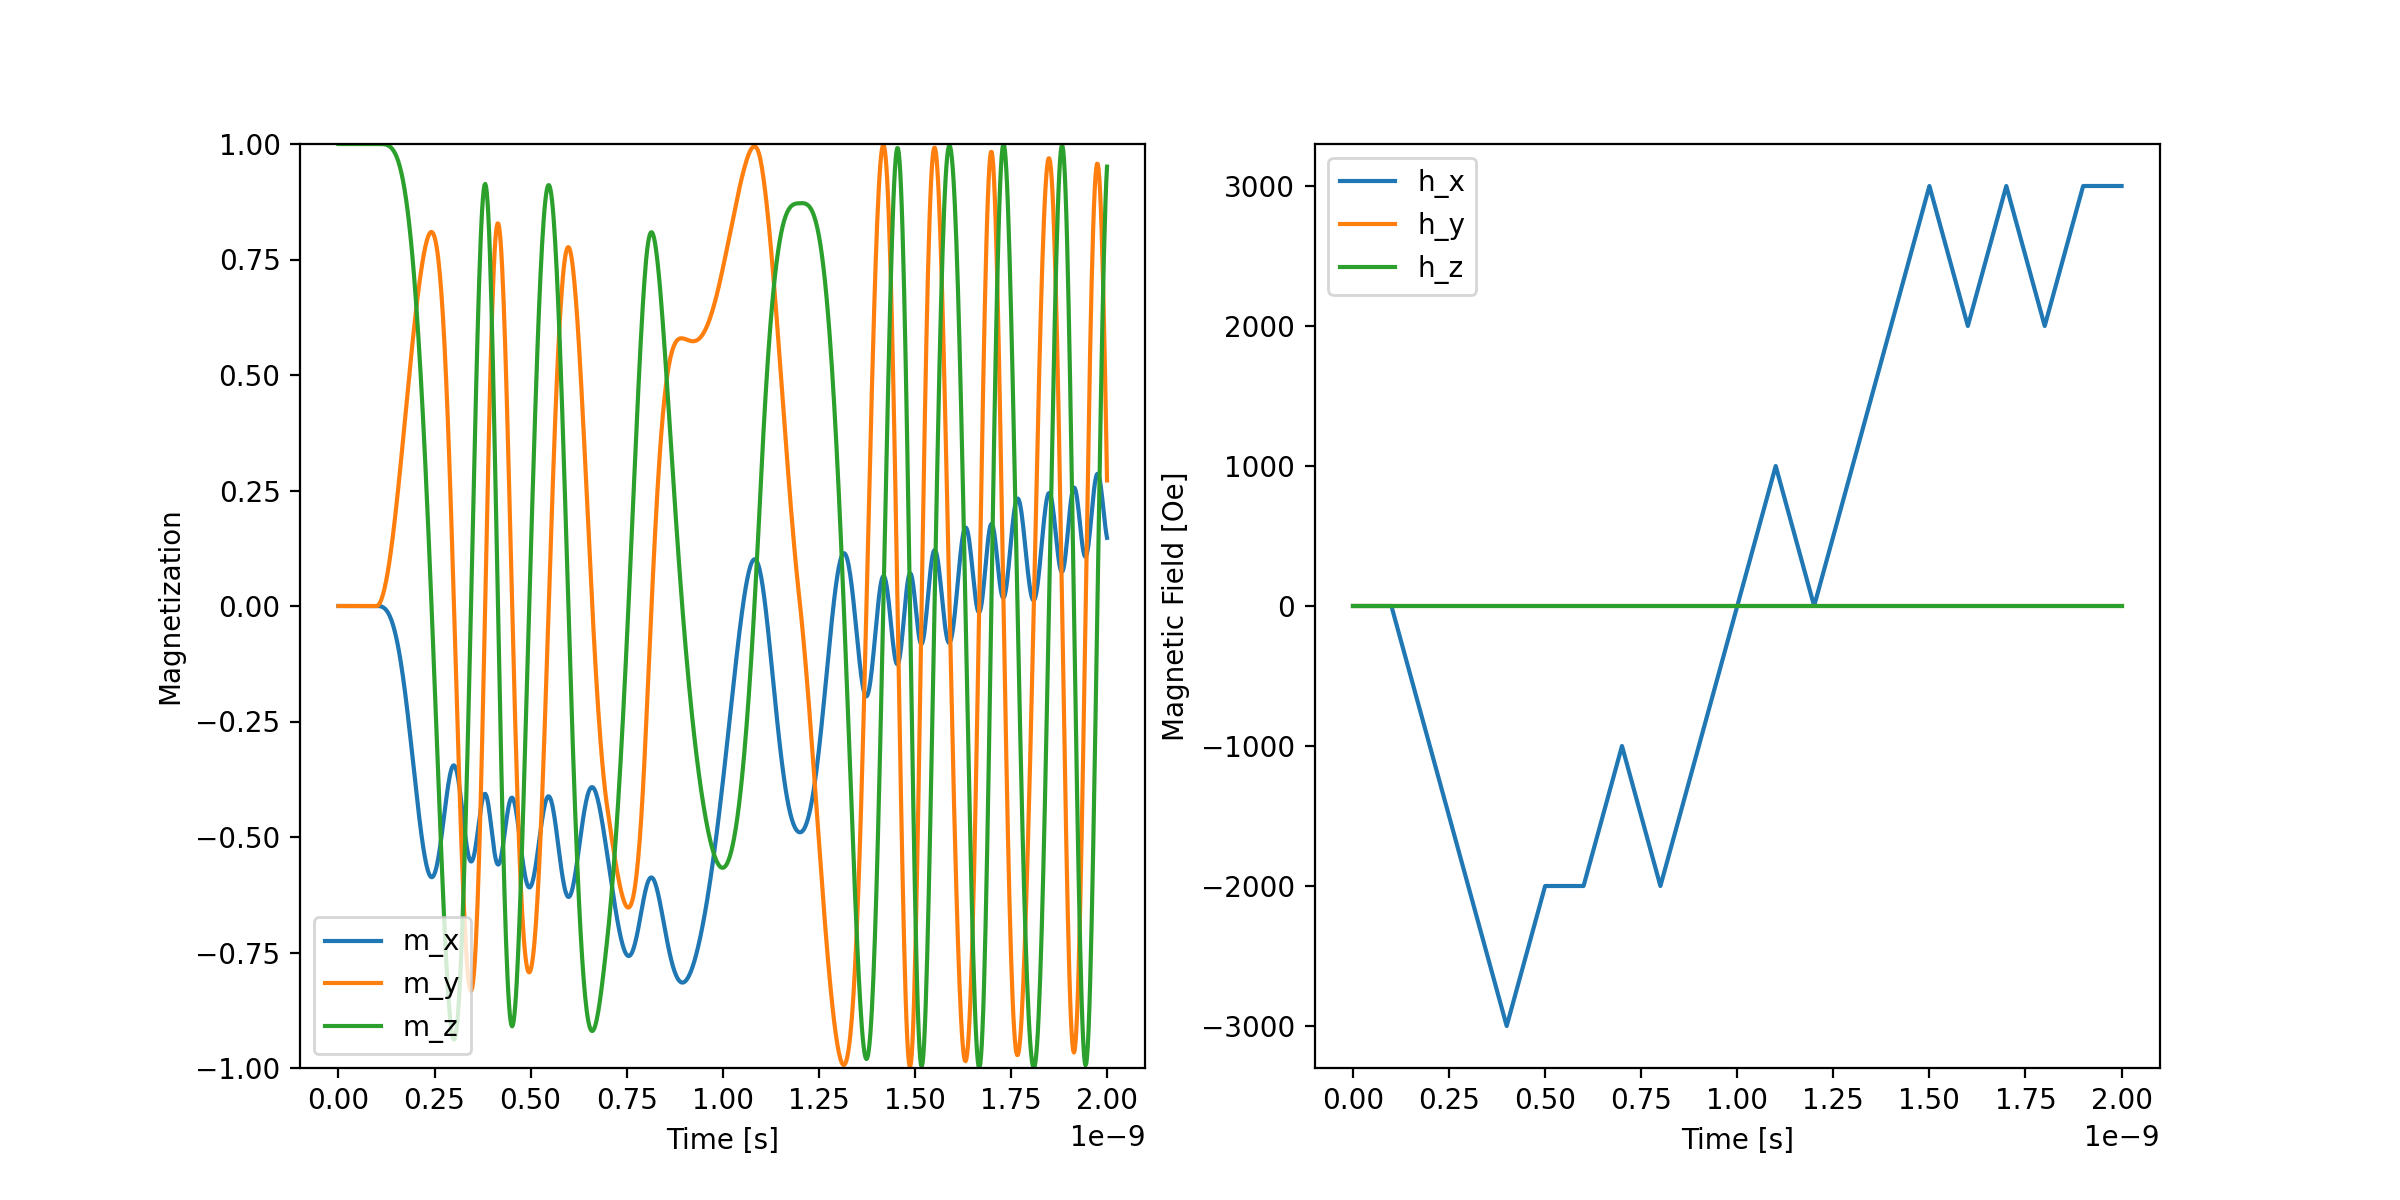 1.00
0.75
0.50
0.25
0.00
−0.25
−0.50
−0.75
−1.00
Magnetization
m_x
m_y
m_z
0.00 0.25 0.50 0.75 1.00 1.25 1.50 1.75 2.00
Time [s]
1e−9
3000
2000
1000
0
−1000
−2000
−3000
Magnetic Field [Oe]
h_x
h_y
h_z
0.00 0.25 0.50 0.75 1.00 1.25 1.50 1.75 2.00
Time [s]
1e−9